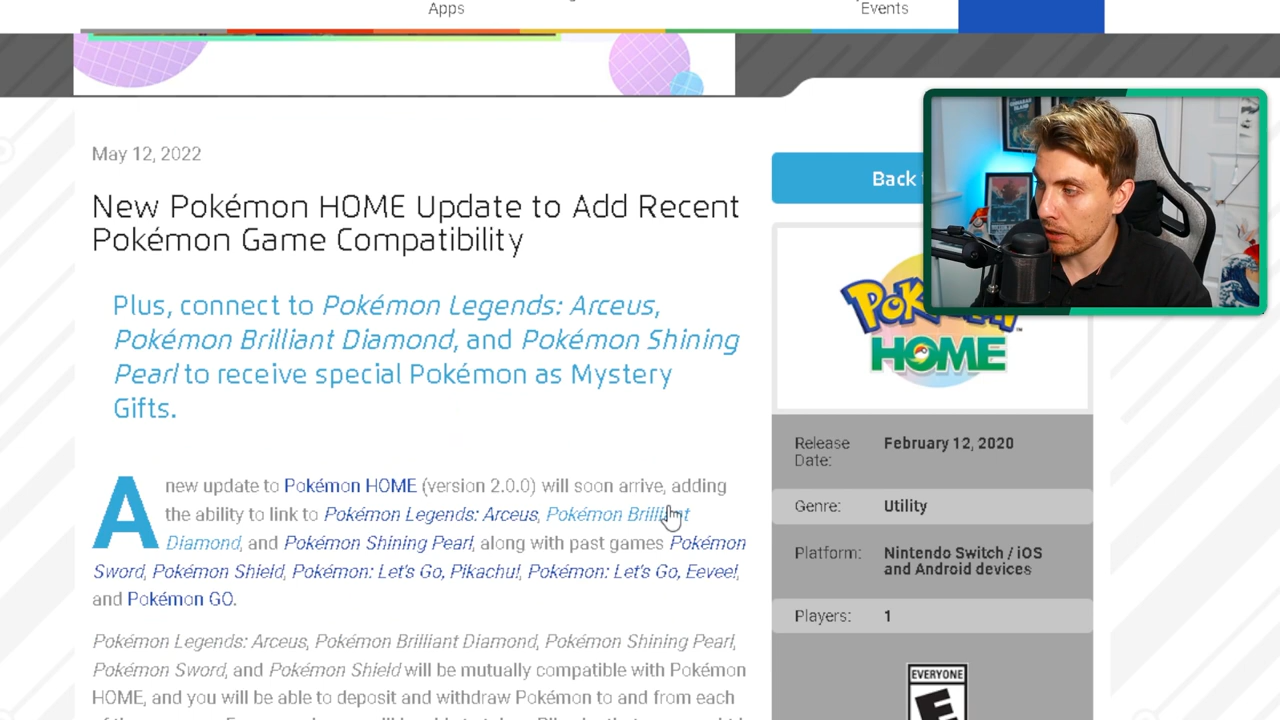 Apps
Events
May 12, 2022
New Pokémon HOME Update to Add Recent
Pokémon Game Compatibility
Plus, connect to Pokémon Legends: Arceus,
Pokémon Brilliant Diamond, and Pokémon Shining
Pearl to receive special Pokémon as Mystery
Gifts.
A new update to Pokémon HOME (version 2.0.0) will soon arrive, adding
the ability to link to Pokémon Legends: Arceus, Pokémon Brilliant
Diamond, and Pokémon Shining Pearl, along with past games Pokémon
Sword, Pokémon Shield, Pokémon: Let's Go, Pikachu!, Pokémon: Let's Go, Eevee!,
and Pokémon GO.
Pokémon Legends: Arceus, Pokémon Brilliant Diamond, Pokémon Shining Pearl,
Pokémon Sword, and Pokémon Shield will be mutually compatible with Pokémon
HOME, and you will be able to deposit and withdraw Pokémon to and from each
Back
HOME
Release Date: February 12, 2020
Genre: Utility
Platform: Nintendo Switch / iOS
and Android devices
Players: 1
EVERYONE
E